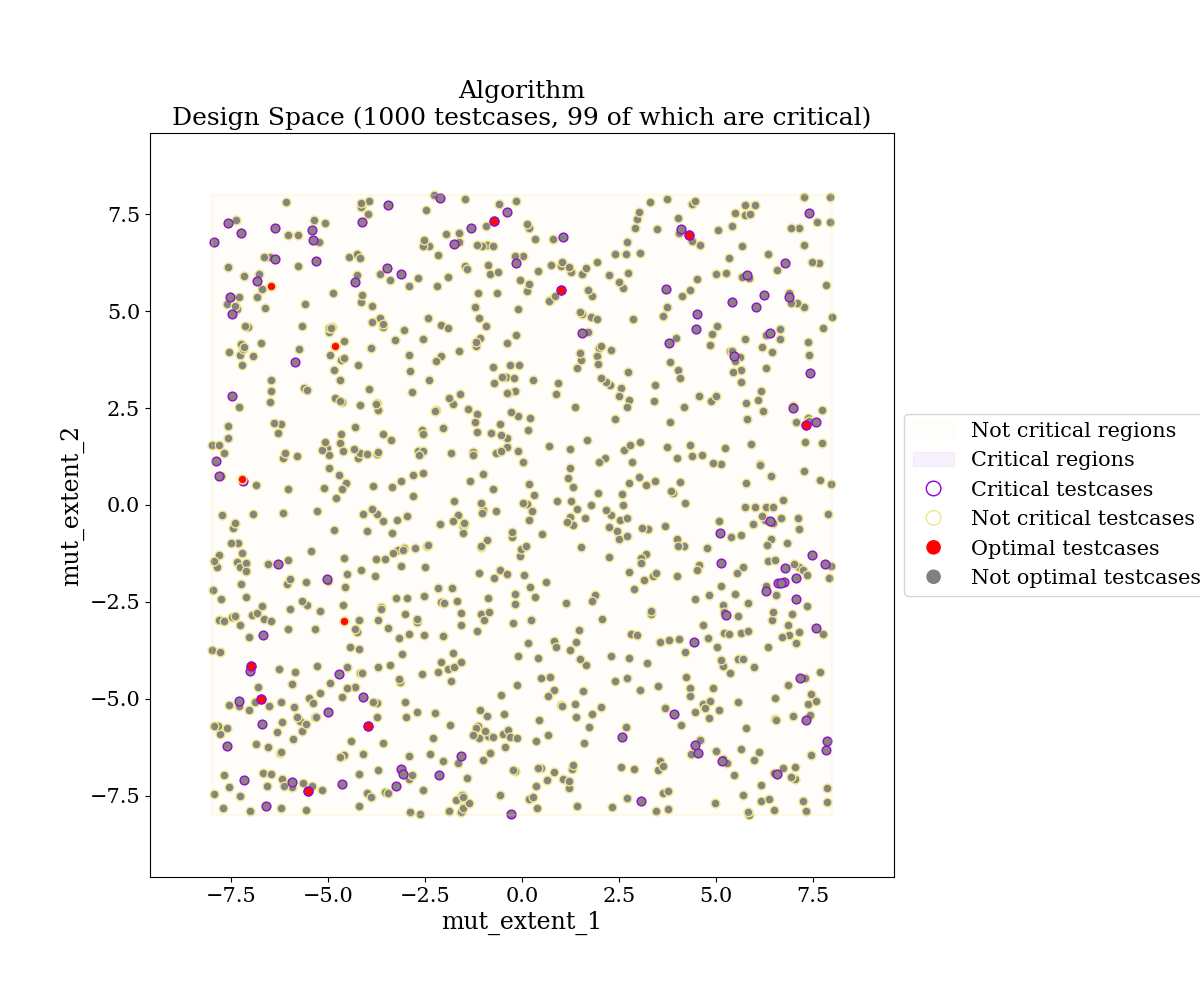 Algorithm
Design Space (1000 testcases, 99 of which are critical)
7.5
5.0
2.5
0.0
−2.5
−5.0
−7.5
mut_extent_2
−7.5
−5.0
−2.5
0.0
2.5
5.0
7.5
mut_extent_1
Not critical regions
Critical regions
Critical testcases
Not critical testcases
Optimal testcases
Not optimal testcases